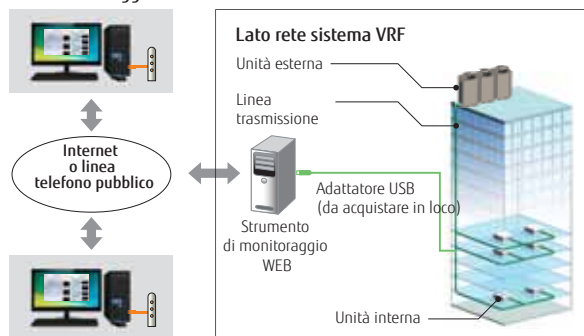 Lato rete sistema VRF
Unità esterna
Linea
trasmissione
Internet
o linea
telefono pubblico
Adattatore USB
(da acquistare in loco)
Strumento
di monitoraggio
WEB
Unità interna